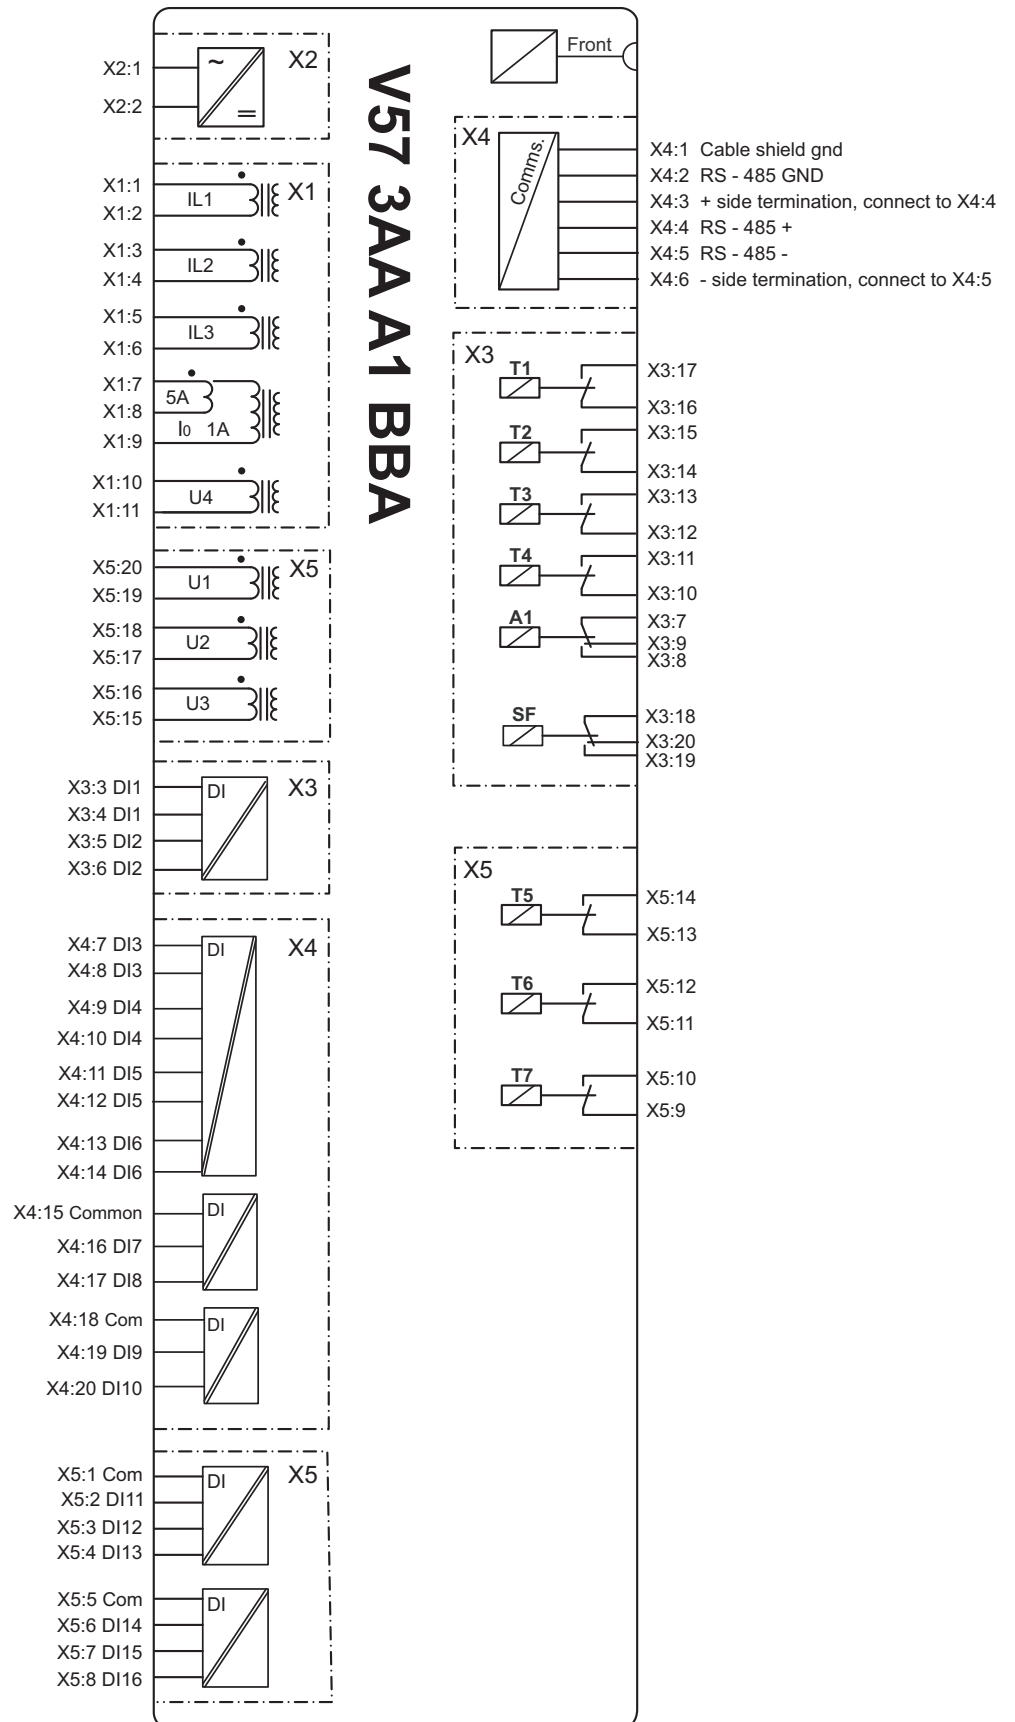 X2:1
X2:2
~
=
X2
X1:1
X1:2
IL1
X1
X1:3
X1:4
IL2
X1:5
X1:6
IL3
X1:7
X1:8
X1:9
5A
I0 1A
X1:10
X1:11
U4
X5:20
X5:19
U1
X5
X5:18
X5:17
U2
X5:16
X5:15
U3
X3:3 DI1
X3:4 DI1
X3:5 DI2
X3:6 DI2
DI
X3
X4:7 DI3
X4:8 DI3
X4:9 DI4
X4:10 DI4
X4:11 DI5
X4:12 DI5
X4:13 DI6
X4:14 DI6
DI
X4
X4:15 Common
X4:16 DI7
X4:17 DI8
DI
X4:18 Com
X4:19 DI9
X4:20 DI10
DI
X5:1 Com
X5:2 DI11
X5:3 DI12
X5:4 DI13
DI
X5
X5:5 Com
X5:6 DI14
X5:7 DI15
X5:8 DI16
DI
V57 3AA A1 BBA
Front
X4
Comms.
X4:1 Cable shield gnd
X4:2 RS - 485 GND
X4:3 + side termination, connect to X4:4
X4:4 RS - 485 +
X4:5 RS - 485 -
X4:6 - side termination, connect to X4:5
X3
T1
X3:17
X3:16
T2
X3:15
X3:14
T3
X3:13
X3:12
T4
X3:11
X3:10
A1
X3:7
X3:9
X3:8
SF
X3:18
X3:20
X3:19
X5
T5
X5:14
X5:13
T6
X5:12
X5:11
T7
X5:10
X5:9